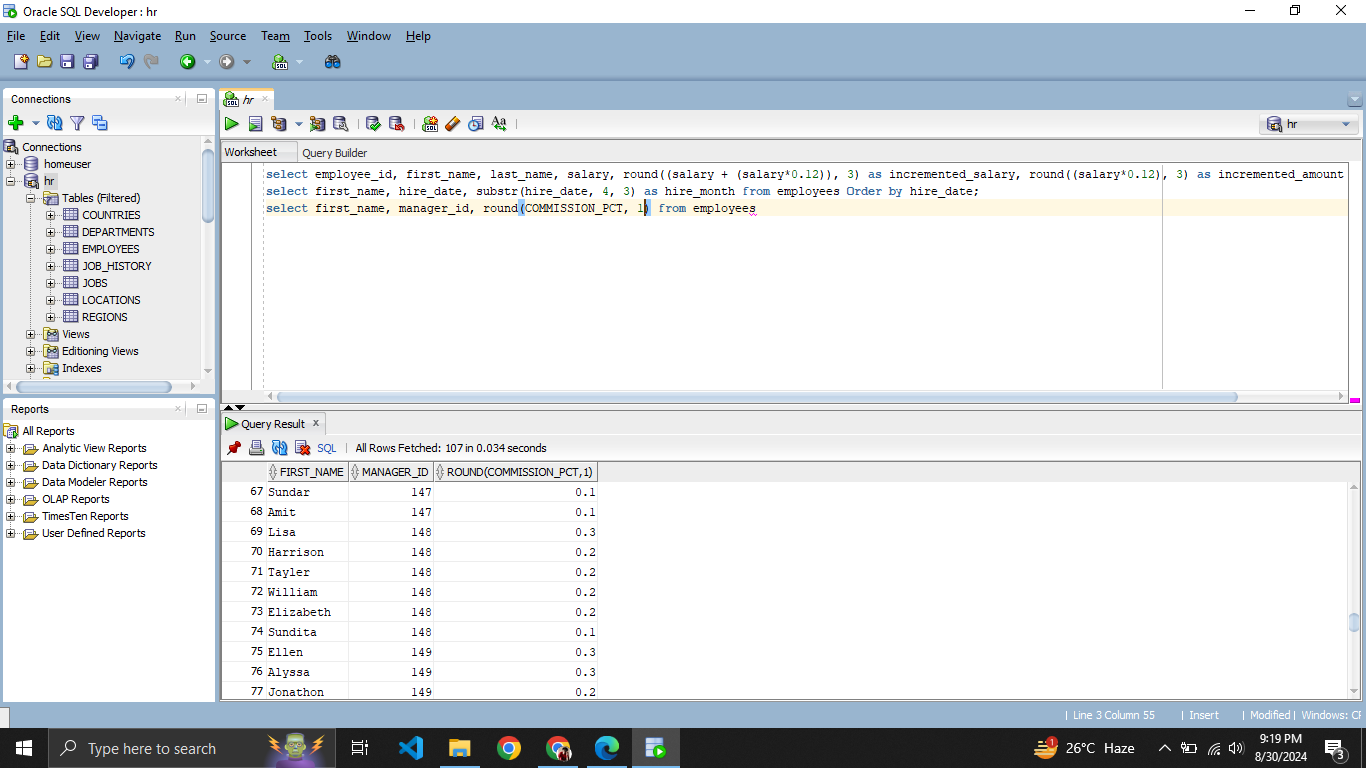 Oracle SQL Developer : hr
File Edit View Navigate Run Source Team Tools Window Help
Connections
hr
hr
Worksheet Query Builder
Connections
homeuser
hr
Tables (Filtered)
COUNTRIES
DEPARTMENTS
EMPLOYEES
JOB_HISTORY
JOBS
LOCATIONS
REGIONS
Views
Editioning Views
Indexes
select employee_id, first_name, last_name, salary, round((salary + (salary*0.12)), 3) as incremented_salary, round((salary*0.12), 3) as incremented_amount
select first_name, hire_date, substr(hire_date, 4, 3) as hire_month from employees Order by hire_date;
select first_name, manager_id, round(COMMISSION_PCT, 1) from employees
Reports
All Reports
Analytic View Reports
Data Dictionary Reports
Data Modeler Reports
OLAP Reports
TimesTen Reports
User Defined Reports
Query Result
SQL | All Rows Fetched: 107 in 0.034 seconds
FIRST_NAME MANAGER_ID ROUND(COMMISSION_PCT,1)
67 Sundar 147 0.1
68 Amit 147 0.1
69 Lisa 148 0.3
70 Harrison 148 0.2
71 Tayler 148 0.2
72 William 148 0.2
73 Elizabeth 148 0.2
74 Sundita 148 0.1
75 Ellen 149 0.3
76 Alyssa 149 0.3
77 Jonathon 149 0.2
| Line 3 Column 55 | Insert | Modified | Windows: CF
Type here to search
1
26°C Haze
9:19 PM
8/30/2024
3